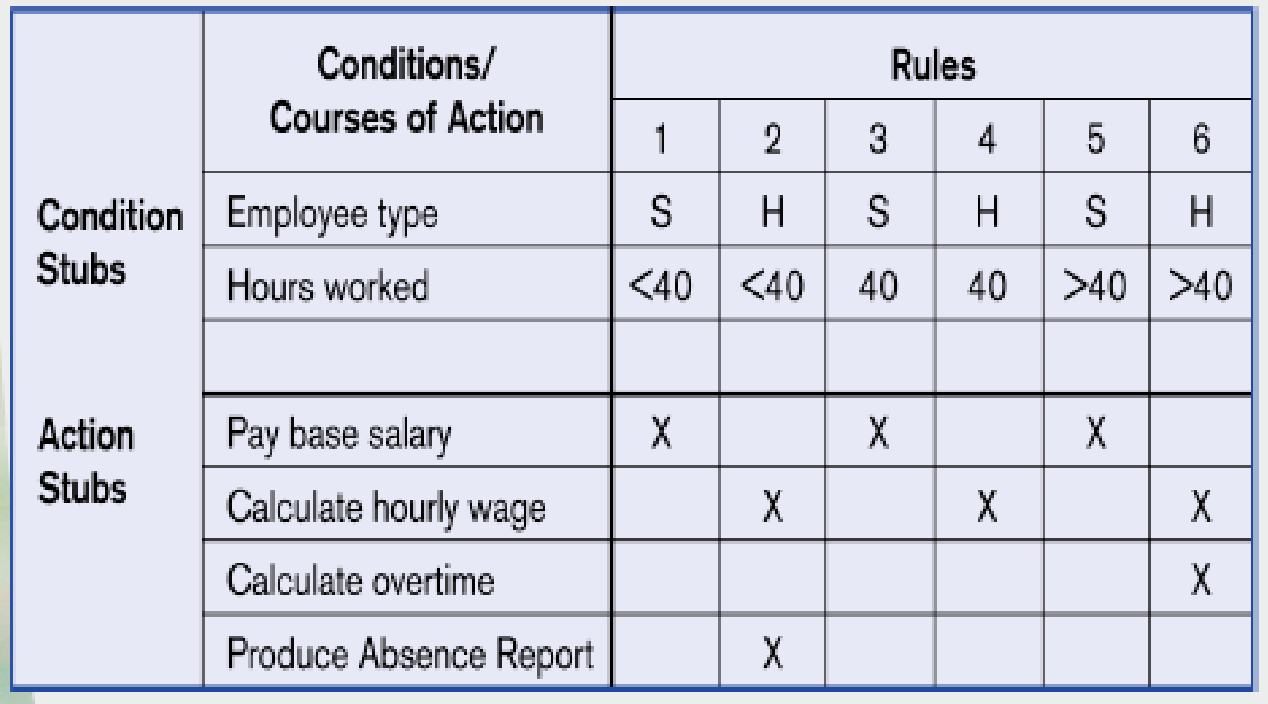 Conditions/
Courses of Action
Rules
1 2 3 4 5 6
Condition
Stubs
Employee type S H S H S H
Hours worked <40 <40 40 40 >40 >40
Action
Stubs
Pay base salary X X X
Calculate hourly wage X X X
Calculate overtime X
Produce Absence Report X